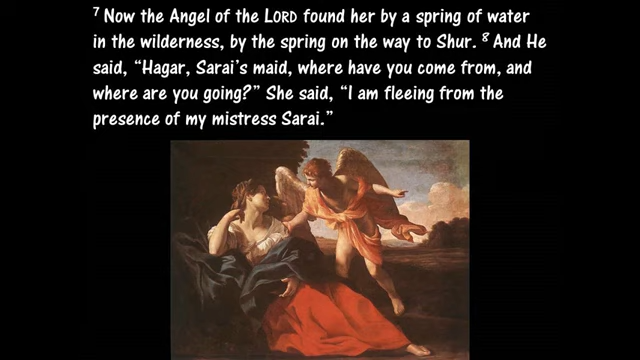 7 Now the Angel of the LORD found her by a spring of water
in the wilderness, by the spring on the way to Shur. 8 And He
said, “Hagar, Sarai’s maid, where have you come from, and
where are you going?” She said, “I am fleeing from the
presence of my mistress Sarai.”